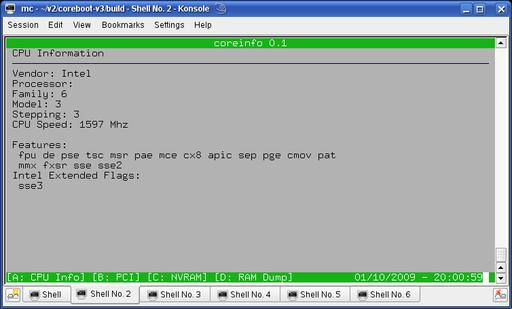 mc - ~/v2/coreboot-v3/build - Shell No. 2 - Konsole
Session Edit View Bookmarks Settings Help
coreinfo 0.1
CPU Information
Vendor: Intel
Processor:
Family: 6
Model: 3
Stepping: 3
CPU Speed: 1597 Mhz
Features:
fpu de pse tsc msr pae mce cx8 apic sep pge cmov pat
mmx fxsr sse sse2
Intel Extended Flags:
sse3
[A: CPU Info] [B: PCI] [C: NVRAM] [D: RAM Dump] 01/10/2009 - 20:00:59
Shell Shell No. 2 Shell No. 3 Shell No. 4 Shell No. 5 Shell No. 6